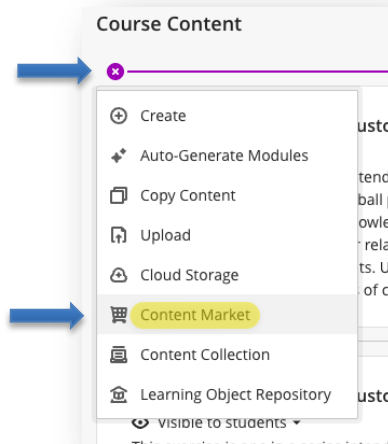 Course Content
Create
Auto-Generate Modules
Copy Content
Upload
Cloud Storage
Content Market
Content Collection
Learning Object Repository
Visible to students